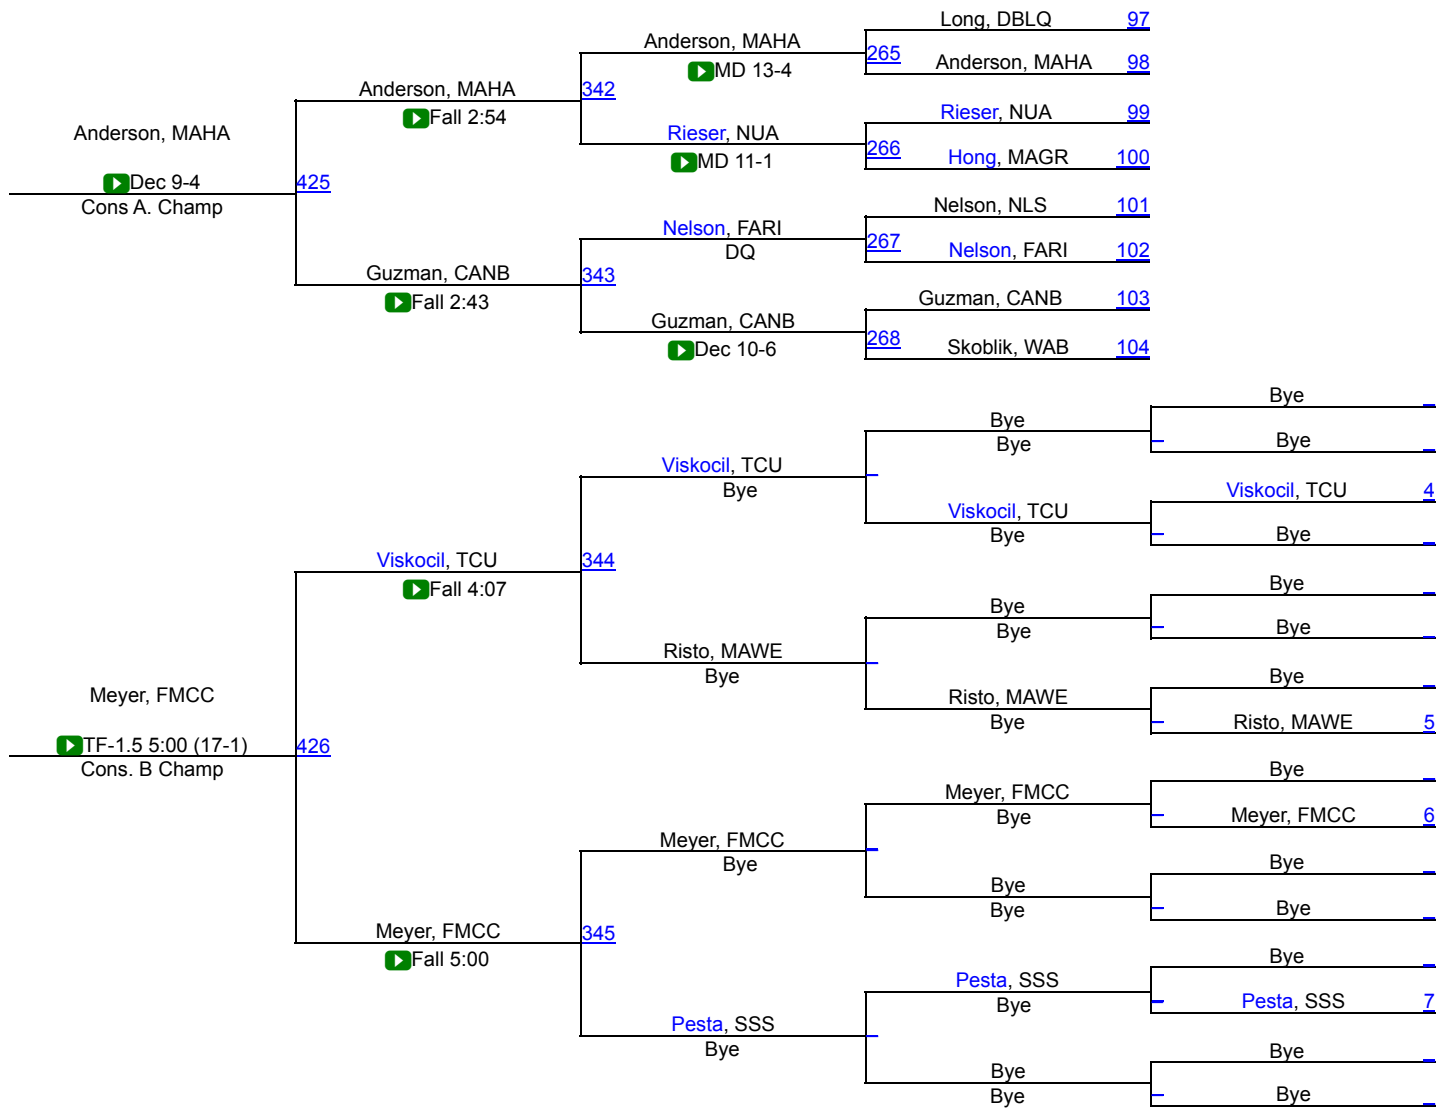 Long, DBLQ 97
Anderson, MAHA
265
Anderson, MAHA 98
MD 13-4
Anderson, MAHA
342
Fall 2:54
Rieser, NUA 99
Rieser, NUA
266
Hong, MAGR 100
MD 11-1
Anderson, MAHA
Dec 9-4
425
Cons A. Champ
Nelson, NLS 101
Nelson, FARI
267
Nelson, FARI 102
DQ
Guzman, CANB
343
Fall 2:43
Guzman, CANB 103
Guzman, CANB
268
Skoblik, WAB 104
Dec 10-6
Bye
Bye
Bye
Bye
Viskocil, TCU
Bye
Viskocil, TCU 4
Viskocil, TCU
Bye
Bye
Viskocil, TCU
344
Fall 4:07
Bye
Bye
Bye
Bye
Risto, MAWE
Bye
Bye
Risto, MAWE
Bye
Risto, MAWE 5
Meyer, FMCC
TF-1.5 5:00 (17-1)
426
Cons. B Champ
Bye
Meyer, FMCC
Bye
Meyer, FMCC 6
Meyer, FMCC
Bye
Bye
Bye
Bye
Bye
Meyer, FMCC
345
Fall 5:00
Bye
Pesta, SSS
Bye
Pesta, SSS 7
Pesta, SSS
Bye
Bye
Bye
Bye
Bye